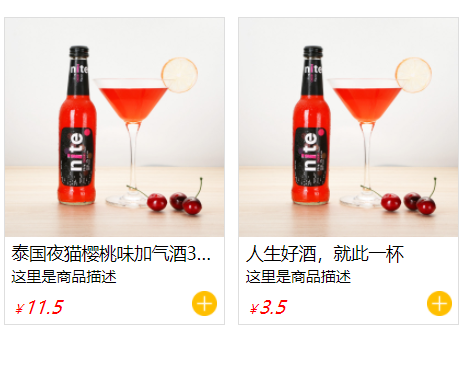 nite
nite
泰国夜猫樱桃味加气酒3...
人生好酒，就此一杯
这里是商品描述
这里是商品描述
￥11.5
￥3.5